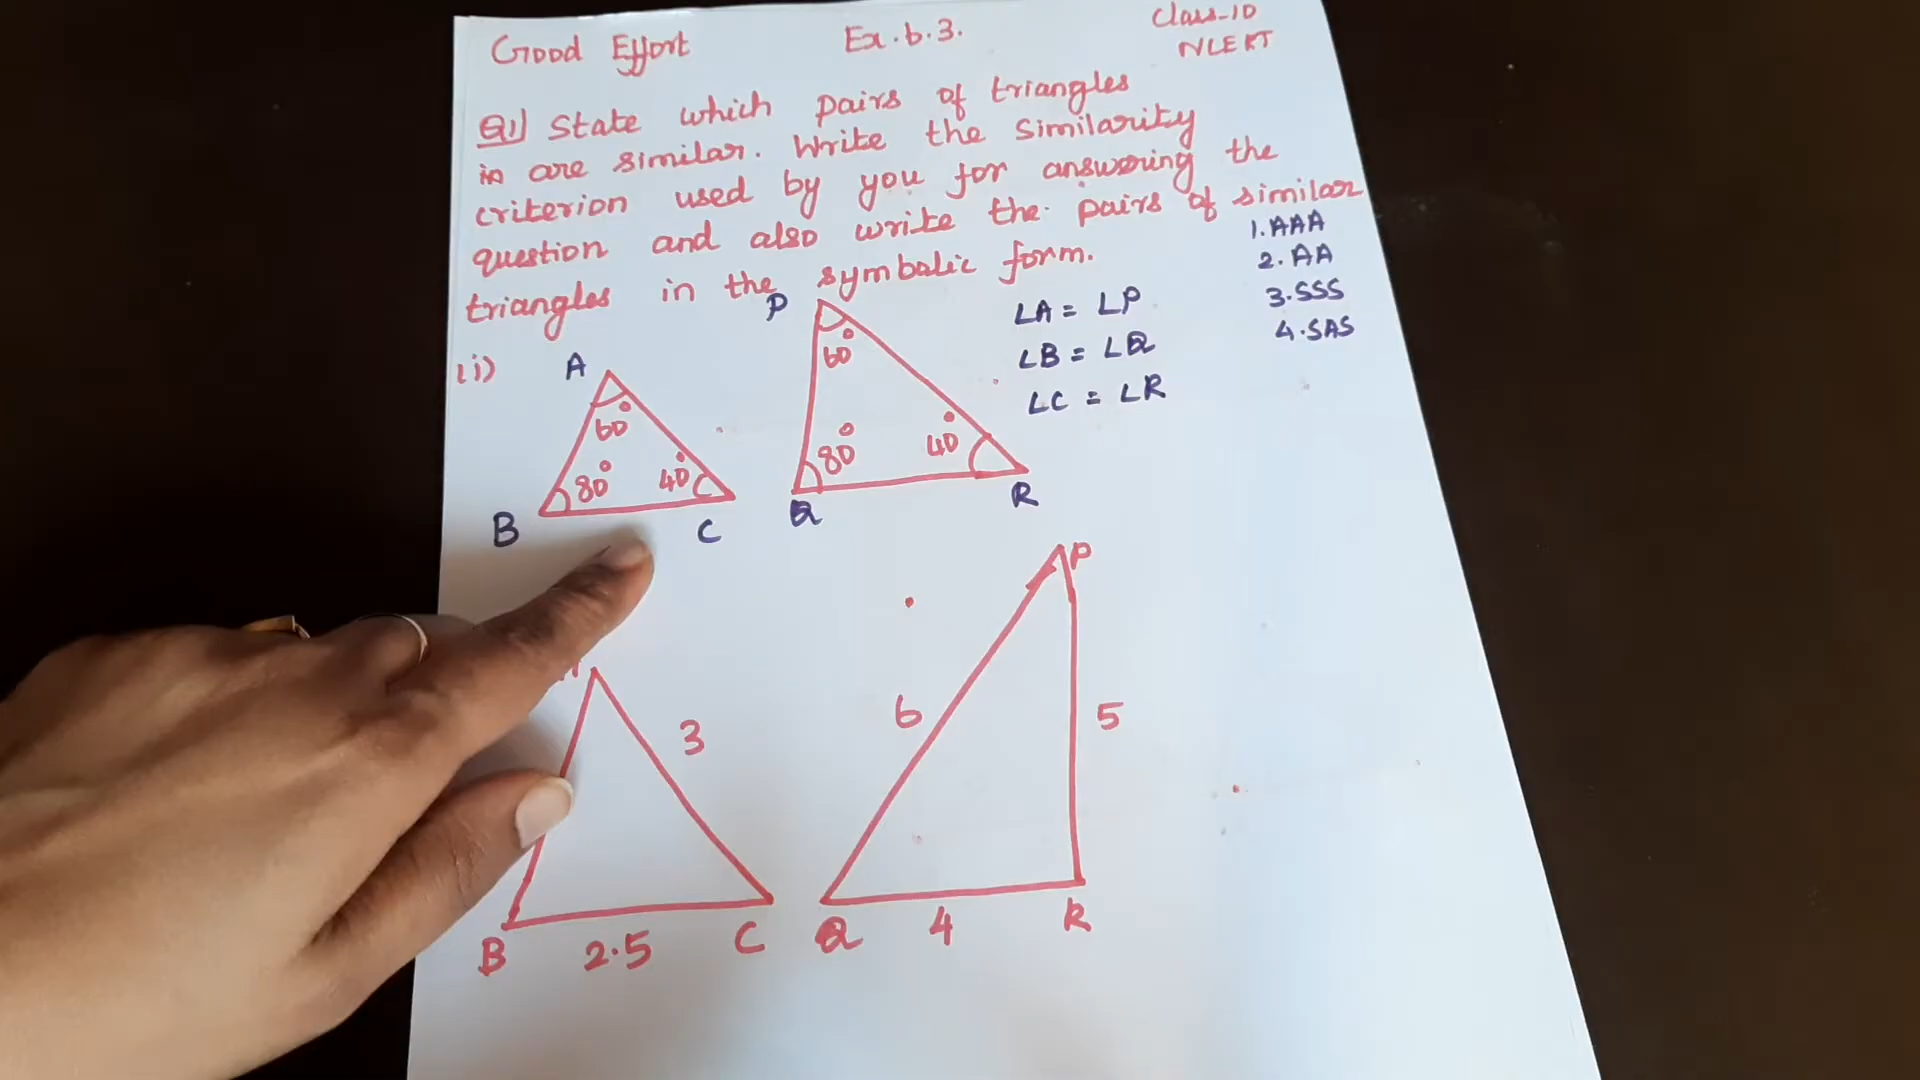 Good Effort Ex. 6.3. Class-10
NCERT
Q1) State which pairs of triangles
in are similar. Write the similarity
criterion used by you for answering the
question and also write the pairs of similar
triangles in the symbolic form.
1. AAA
2. AA
3. SSS
4. SAS
(i)
A
60°
B 80° 40° C
P
60°
Q 80° 40° R
∠A = ∠P
∠B = ∠Q
∠C = ∠R
3
B 2.5 C
P
6 5
Q 4 R